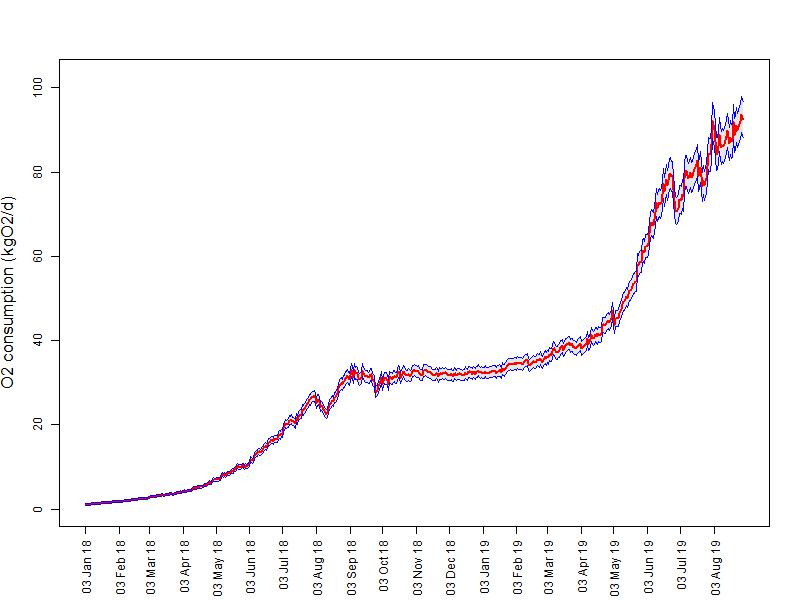 O2 consumption (kgO2/d)
100
80
60
40
20
0
03 Jan 18
03 Feb 18
03 Mar 18
03 Apr 18
03 May 18
03 Jun 18
03 Jul 18
03 Aug 18
03 Sep 18
03 Oct 18
03 Nov 18
03 Dec 18
03 Jan 19
03 Feb 19
03 Mar 19
03 Apr 19
03 May 19
03 Jun 19
03 Jul 19
03 Aug 19